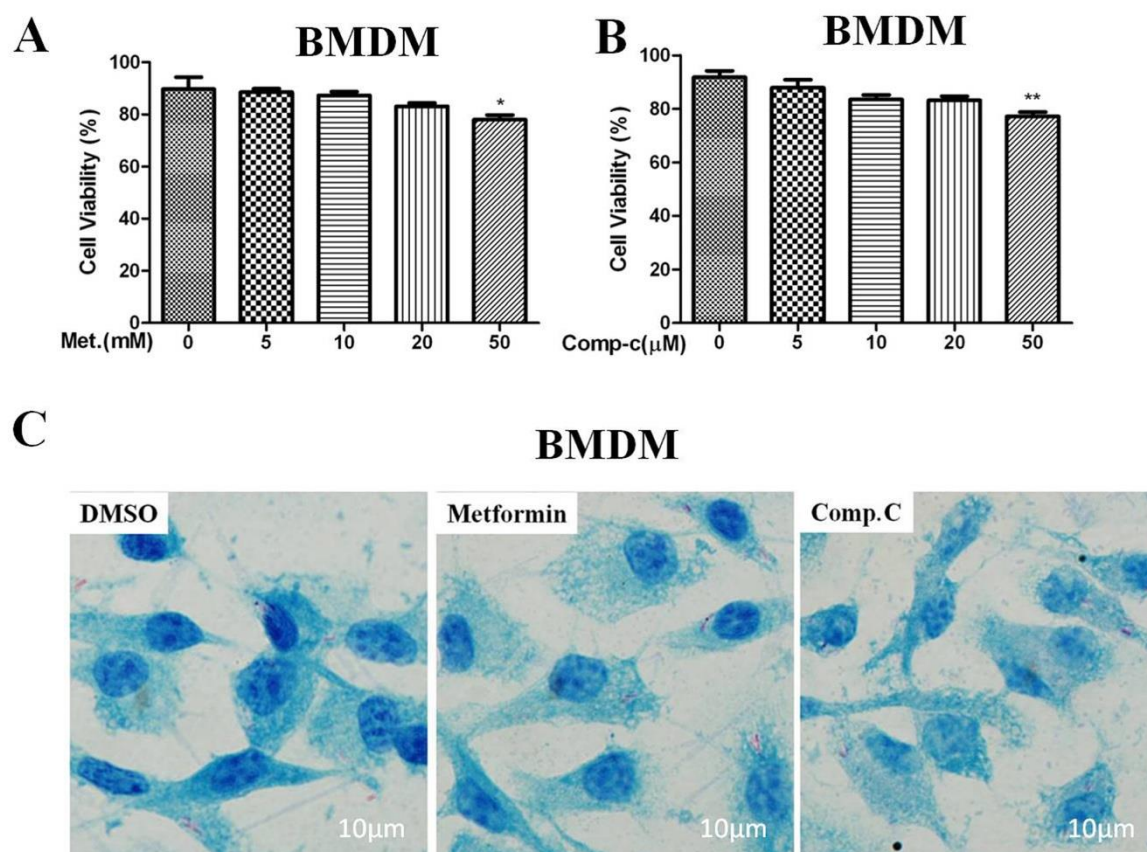 A
BMDM
Cell Viability (%)
100
80
60
40
20
0
*
Met.(mM)
0 5 10 20 50
B
BMDM
Cell Viability (%)
100
80
60
40
20
0
**
Comp-c(μM)
0 5 10 20 50
C
BMDM
DMSO
Metformin
Comp.C
10μm
10μm
10μm